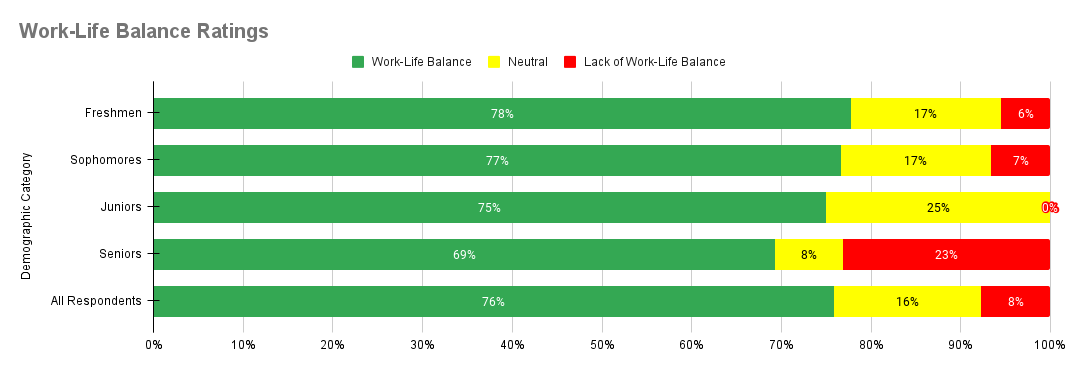 Work-Life Balance Ratings
Work-Life Balance Neutral Lack of Work-Life Balance
Demographic Category
Freshmen 78% 17% 6%
Sophomores 77% 17% 7%
Juniors 75% 25% 0%
Seniors 69% 8% 23%
All Respondents 76% 16% 8%
0% 10% 20% 30% 40% 50% 60% 70% 80% 90% 100%